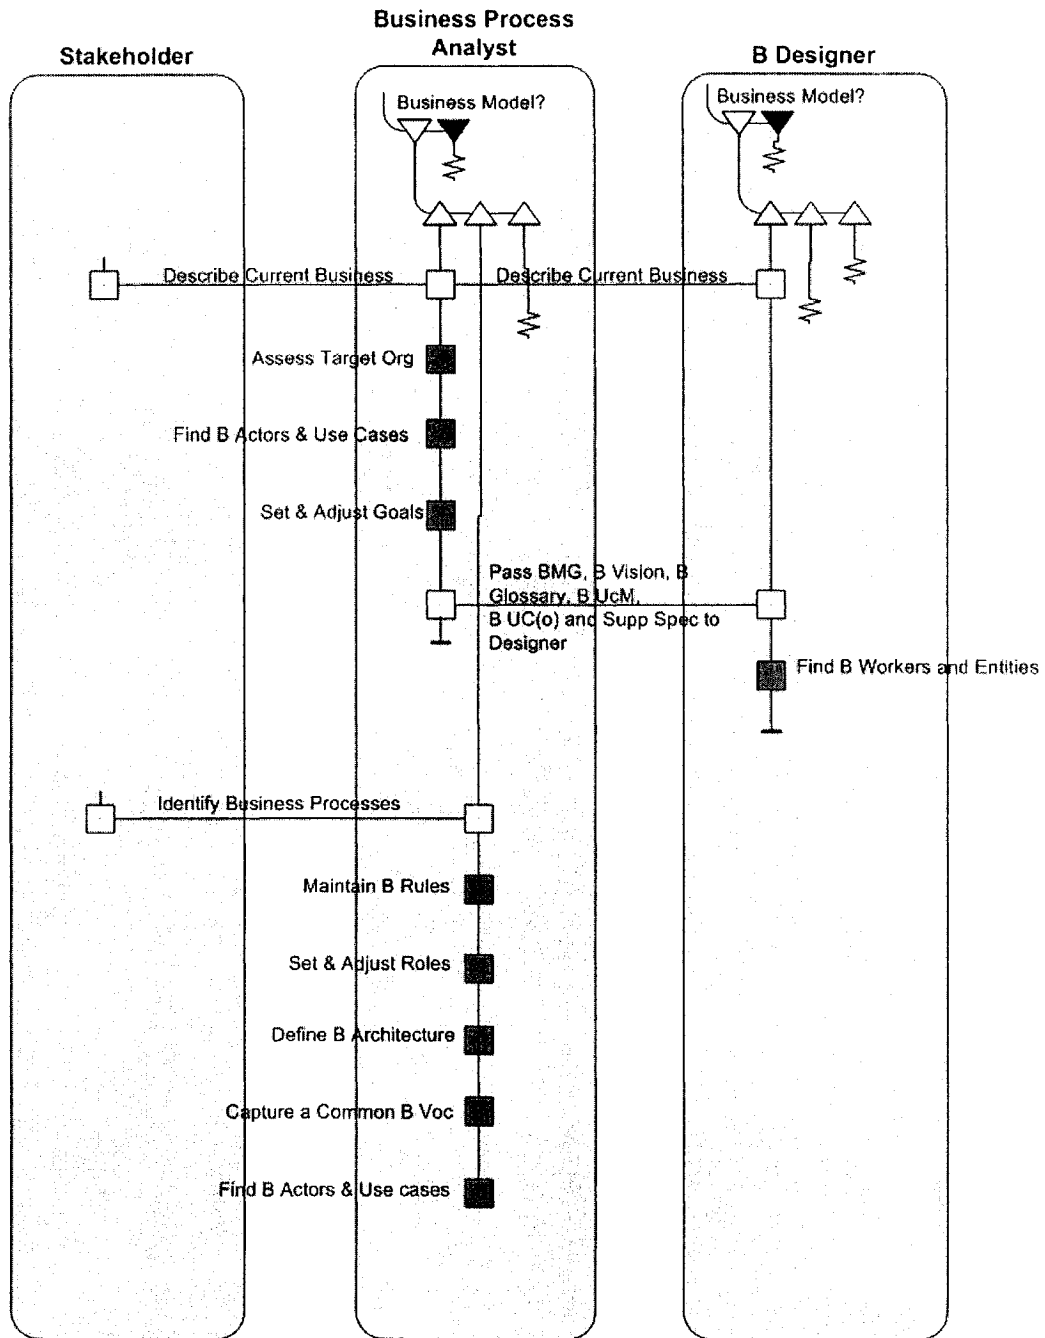 Business Process
Analyst
Stakeholder
B Designer
Business Model?
Business Model?
Describe Current Business
Describe Current Business
Assess Target Org
Find B Actors & Use Cases
Set & Adjust Goals
Pass BMG, B Vision, B
Glossary, B UcM,
B UC(o) and Supp Spec to
Designer
Find B Workers and Entities
Identify Business Processes
Maintain B Rules
Set & Adjust Roles
Define B Architecture
Capture a Common B Voc
Find B Actors & Use cases